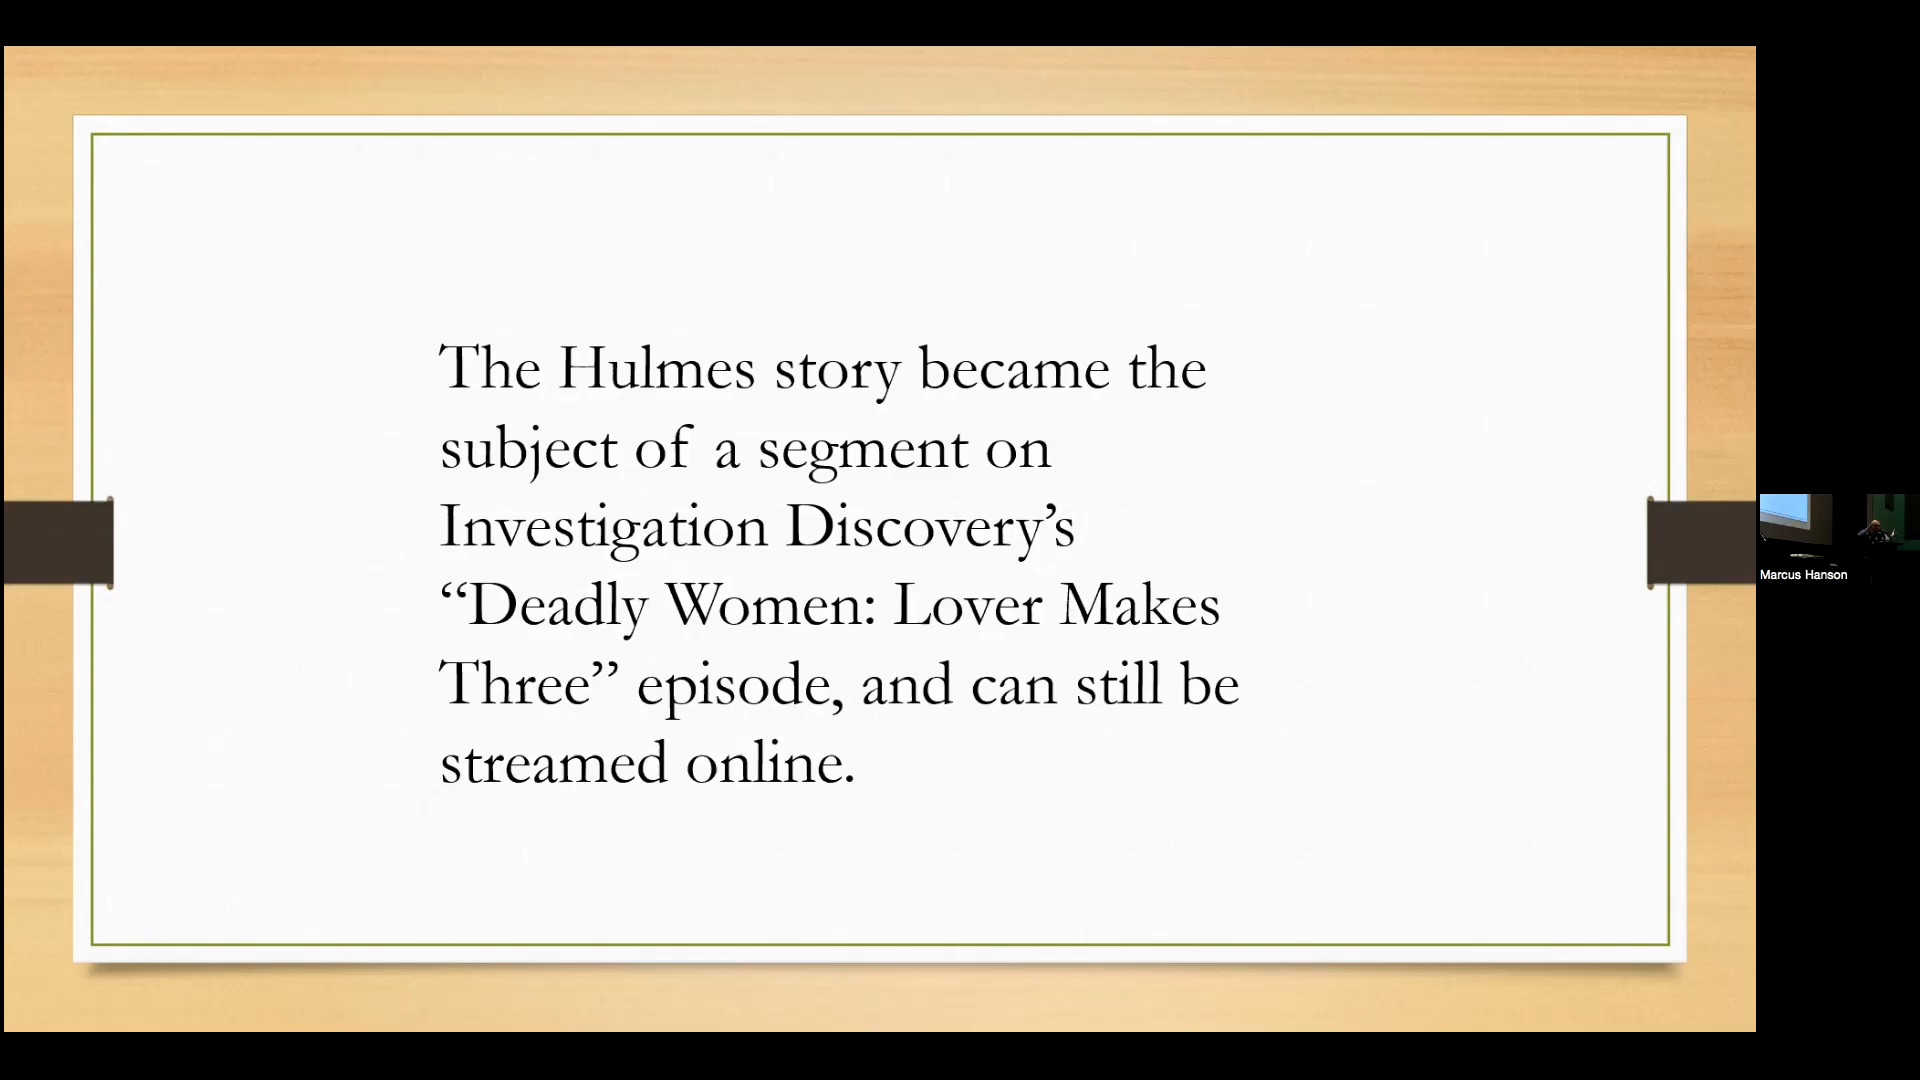 The Hulmes story became the
subject of a segment on
Investigation Discovery’s
“Deadly Women: Lover Makes
Three” episode, and can still be
streamed online.
Marcus Hanson